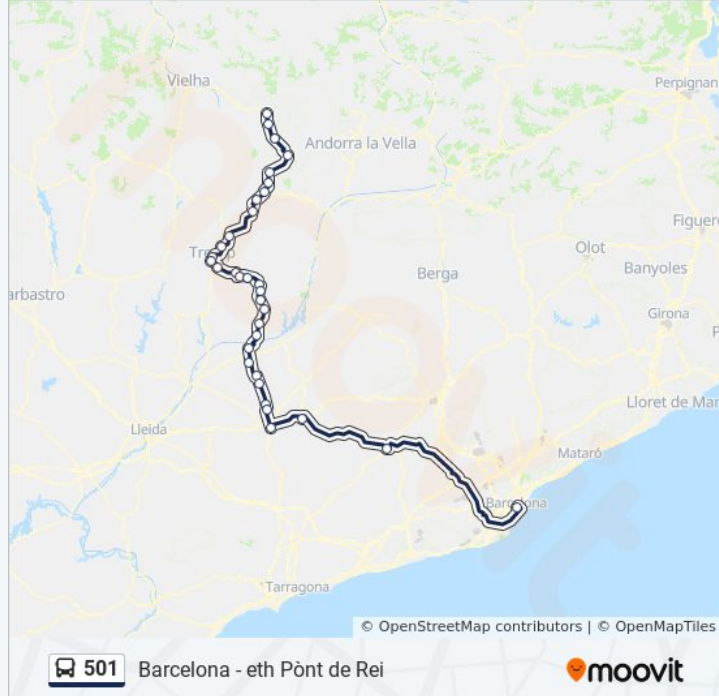 Vielha
Perpignan
Andorra la Vella
Figuer
Tremp
Olot
Berga
Banyoles
arbastro
Girona
Lloret de Mar
Lleida
Mataró
Barcelona
Tarragona
© OpenStreetMap contributors | © OpenMapTiles
501 Barcelona - eth Pònt de Rei
moovit